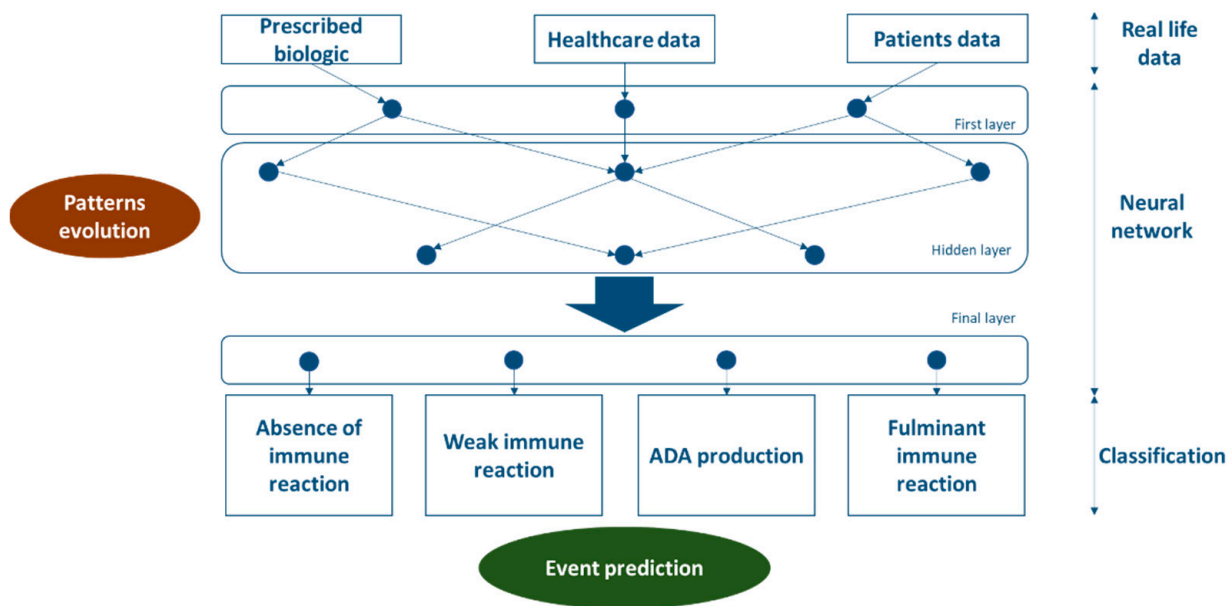 Prescribed
biologic
Healthcare data
Patients data
Real life
data
First layer
Patterns
evolution
Neural
network
Hidden layer
Final layer
Absence of
immune
reaction
Weak immune
reaction
ADA production
Fulminant
immune
reaction
Classification
Event prediction